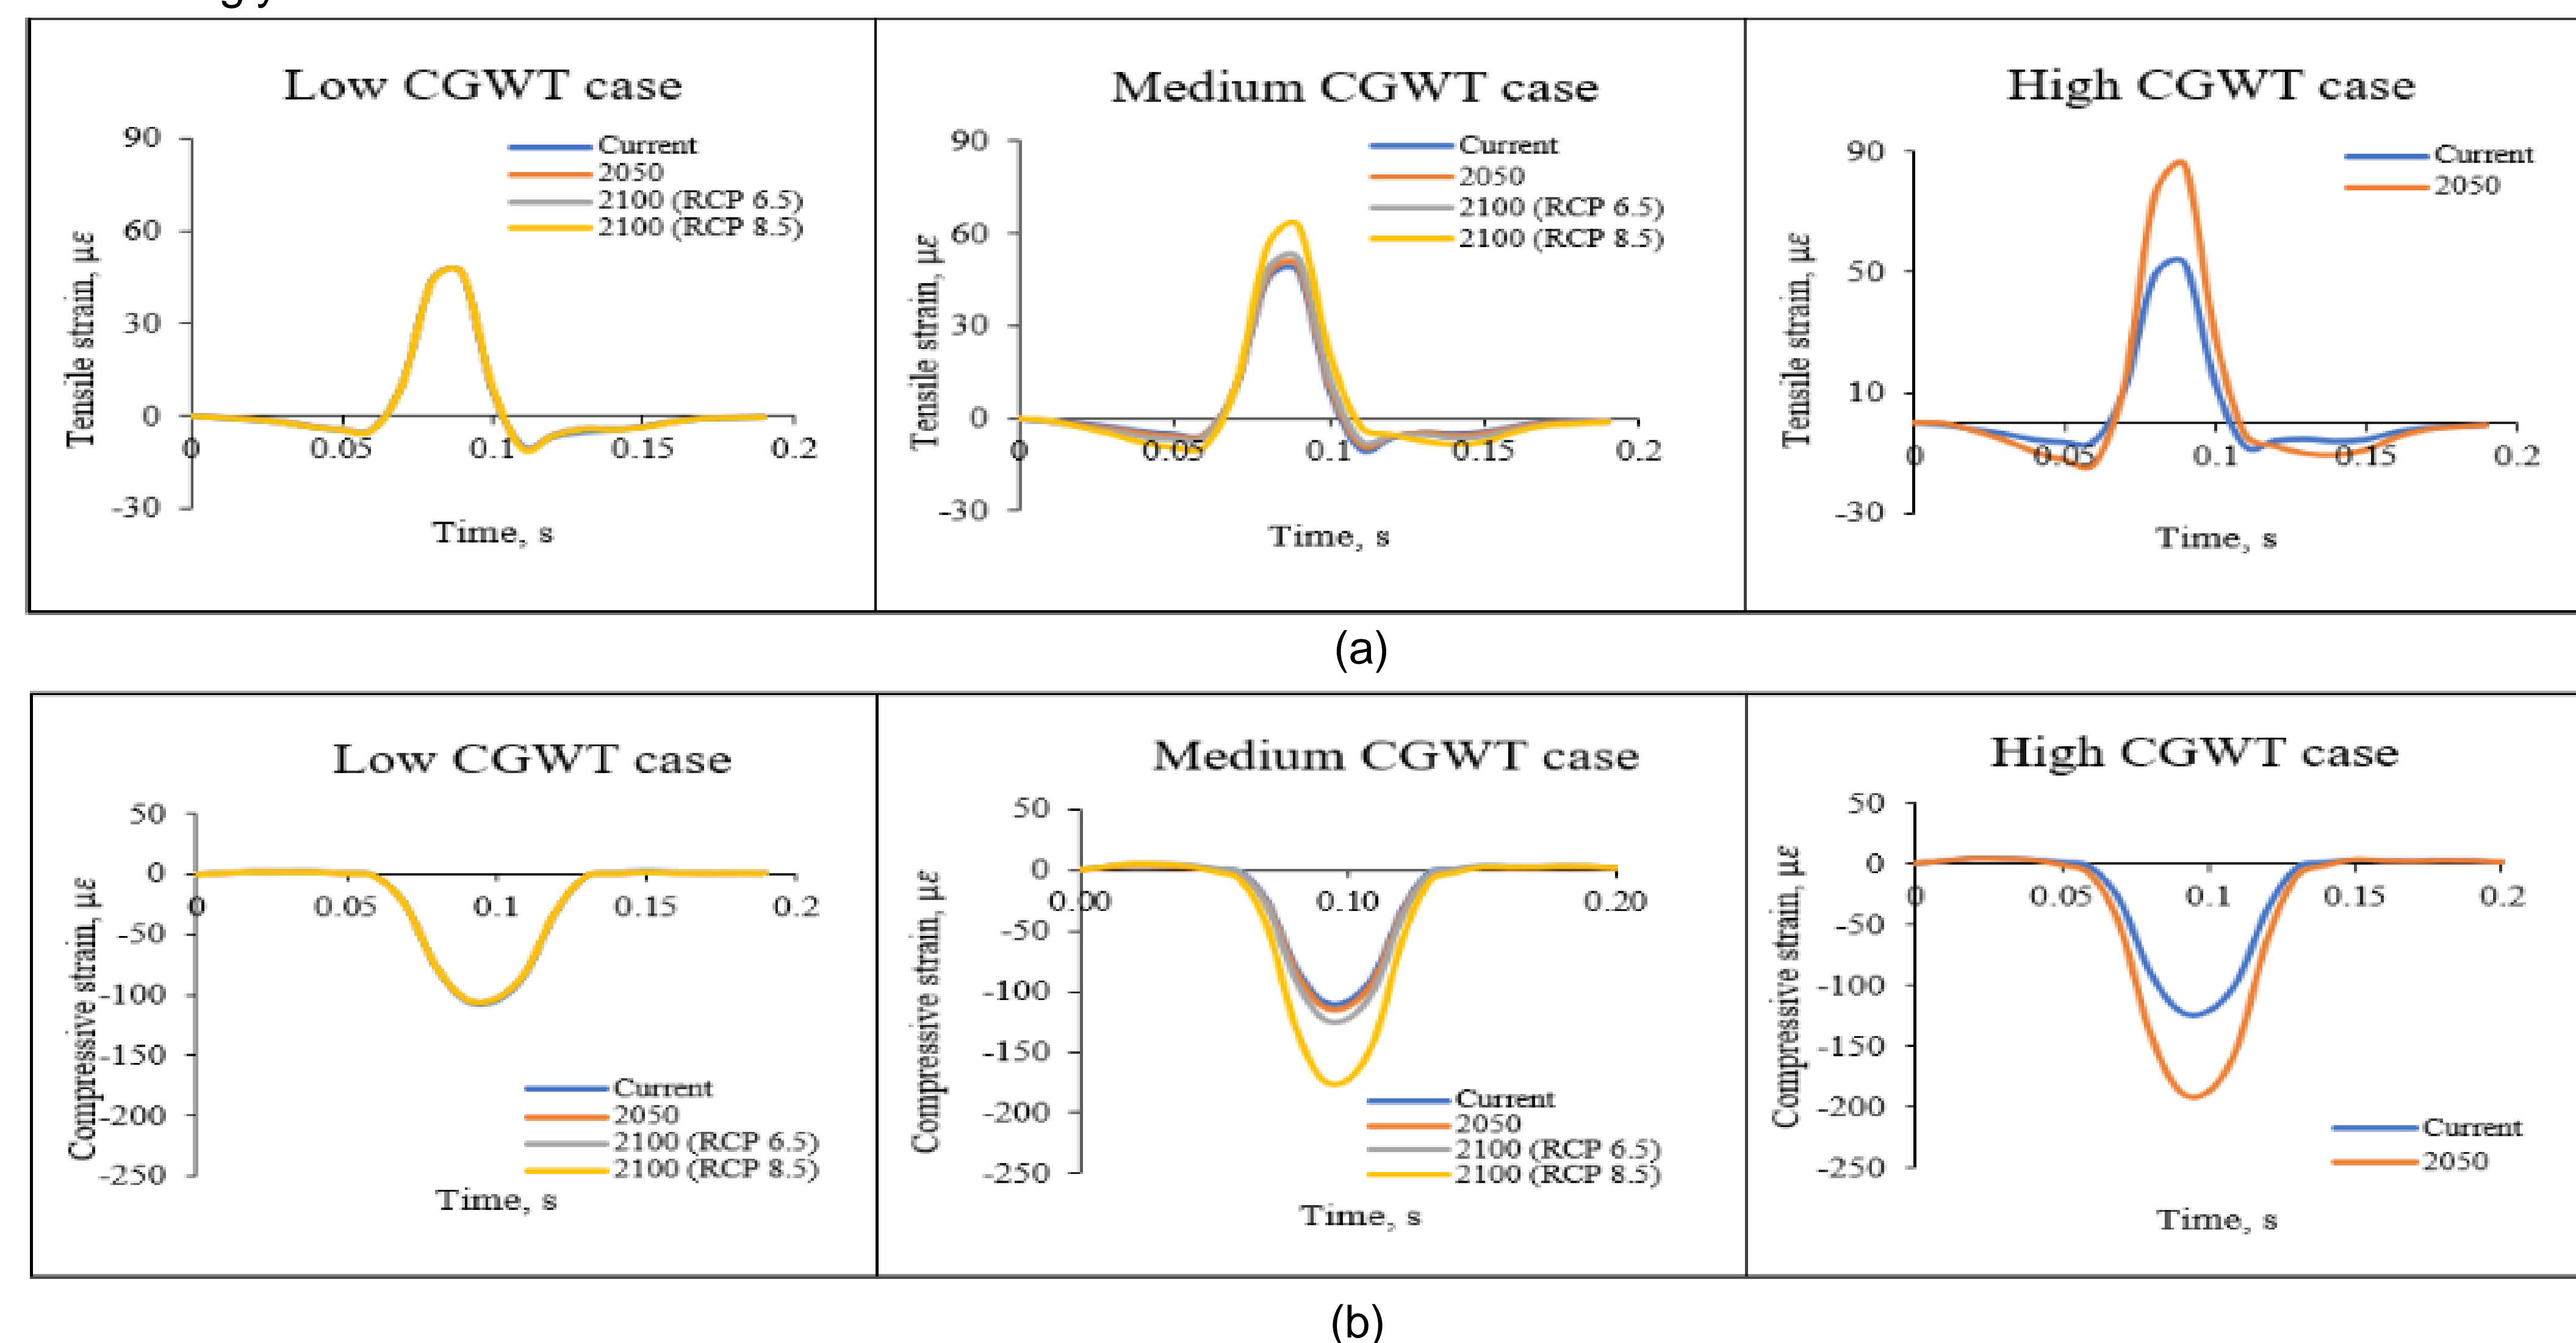 Low CGWT case
90
60
30
0
-30
0
0.05
0.1
0.15
0.2
Tensile strain, με
Time, s
Current
2050
2100 (RCP 6.5)
2100 (RCP 8.5)
Medium CGWT case
90
60
30
0
-30
0
0.05
0.1
0.15
0.2
Tensile strain, με
Time, s
Current
2050
2100 (RCP 6.5)
2100 (RCP 8.5)
High CGWT case
90
50
10
-30
0
0.05
0.1
0.15
0.2
Tensile strain, με
Time, s
Current
2050
(a)
Low CGWT case
50
0
-50
-100
-150
-200
-250
0
0.05
0.1
0.15
0.2
Compressive strain, με
Current
2050
2100 (RCP 6.5)
2100 (RCP 8.5)
Time, s
Medium CGWT case
50
0
-50
-100
-150
-200
-250
0.00
0.10
0.20
Compressive strain, με
Current
2050
2100 (RCP 6.5)
2100 (RCP 8.5)
Time, s
High CGWT case
50
0
-50
-100
-150
-200
-250
0
0.05
0.1
0.15
0.2
Compressive strain, με
Current
2050
Time, s
(b)